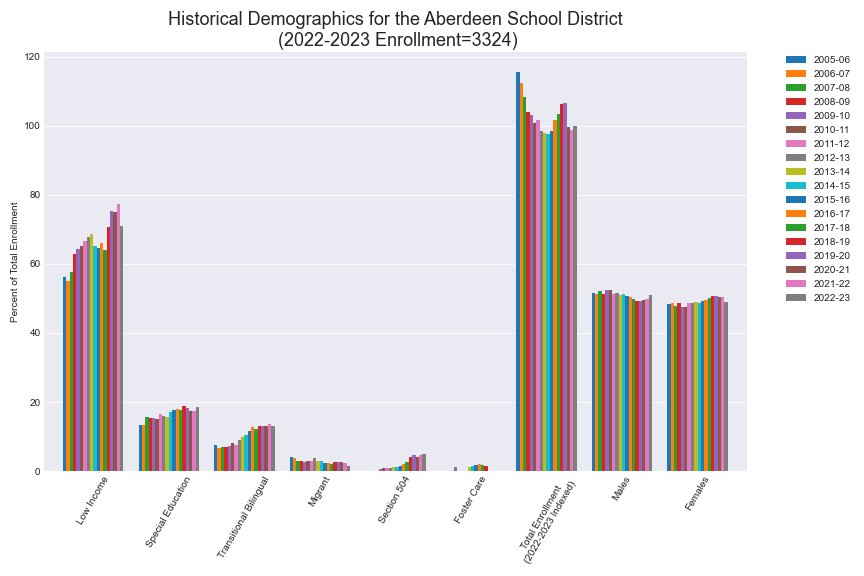 Historical Demographics for the Aberdeen School District
(2022-2023 Enrollment=3324)
Percent of Total Enrollment
120
100
80
60
40
20
0
Low Income
Special Education
Transitional Bilingual
Migrant
Section 504
Foster Care
Total Enrollment
(2022-2023 Indexed)
Males
Females
2005-06
2006-07
2007-08
2008-09
2009-10
2010-11
2011-12
2012-13
2013-14
2014-15
2015-16
2016-17
2017-18
2018-19
2019-20
2020-21
2021-22
2022-23